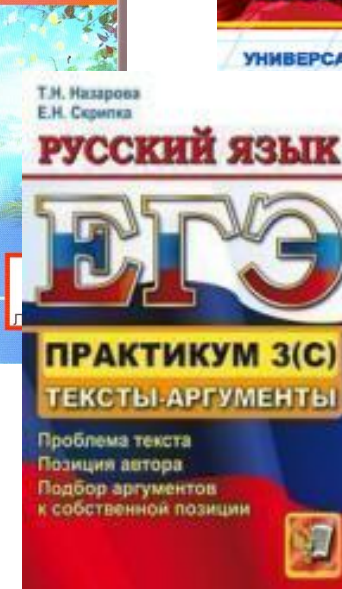 УНИВЕРСА
Т.Н. Назарова
Е.Н. Скрипка
РУССКИЙ ЯЗЫК
ЕГЭ
ПРАКТИКУМ 3(С)
ТЕКСТЫ-АРГУМЕНТЫ
Проблема текста
Позиция автора
Подбор аргументов
к собственной позиции